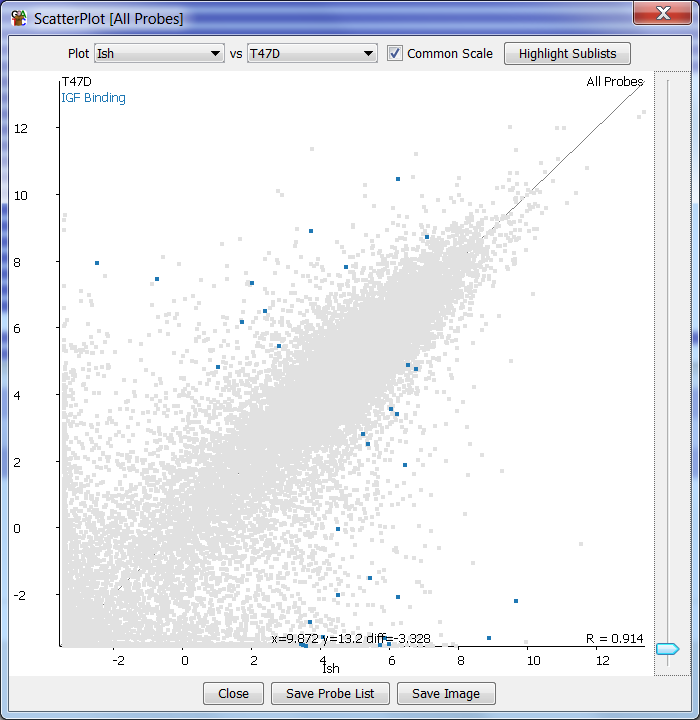 ScatterPlot [All Probes]
Plot Ish vs T47D Common Scale Highlight Sublists
T47D All Probes
IGF Binding
12
10
8
6
4
2
0
-2
x=9.872 y=13.2 diff=-3.328 R = 0.914
-2 0 2 4 6 8 10 12
Ish
Close Save Probe List Save Image